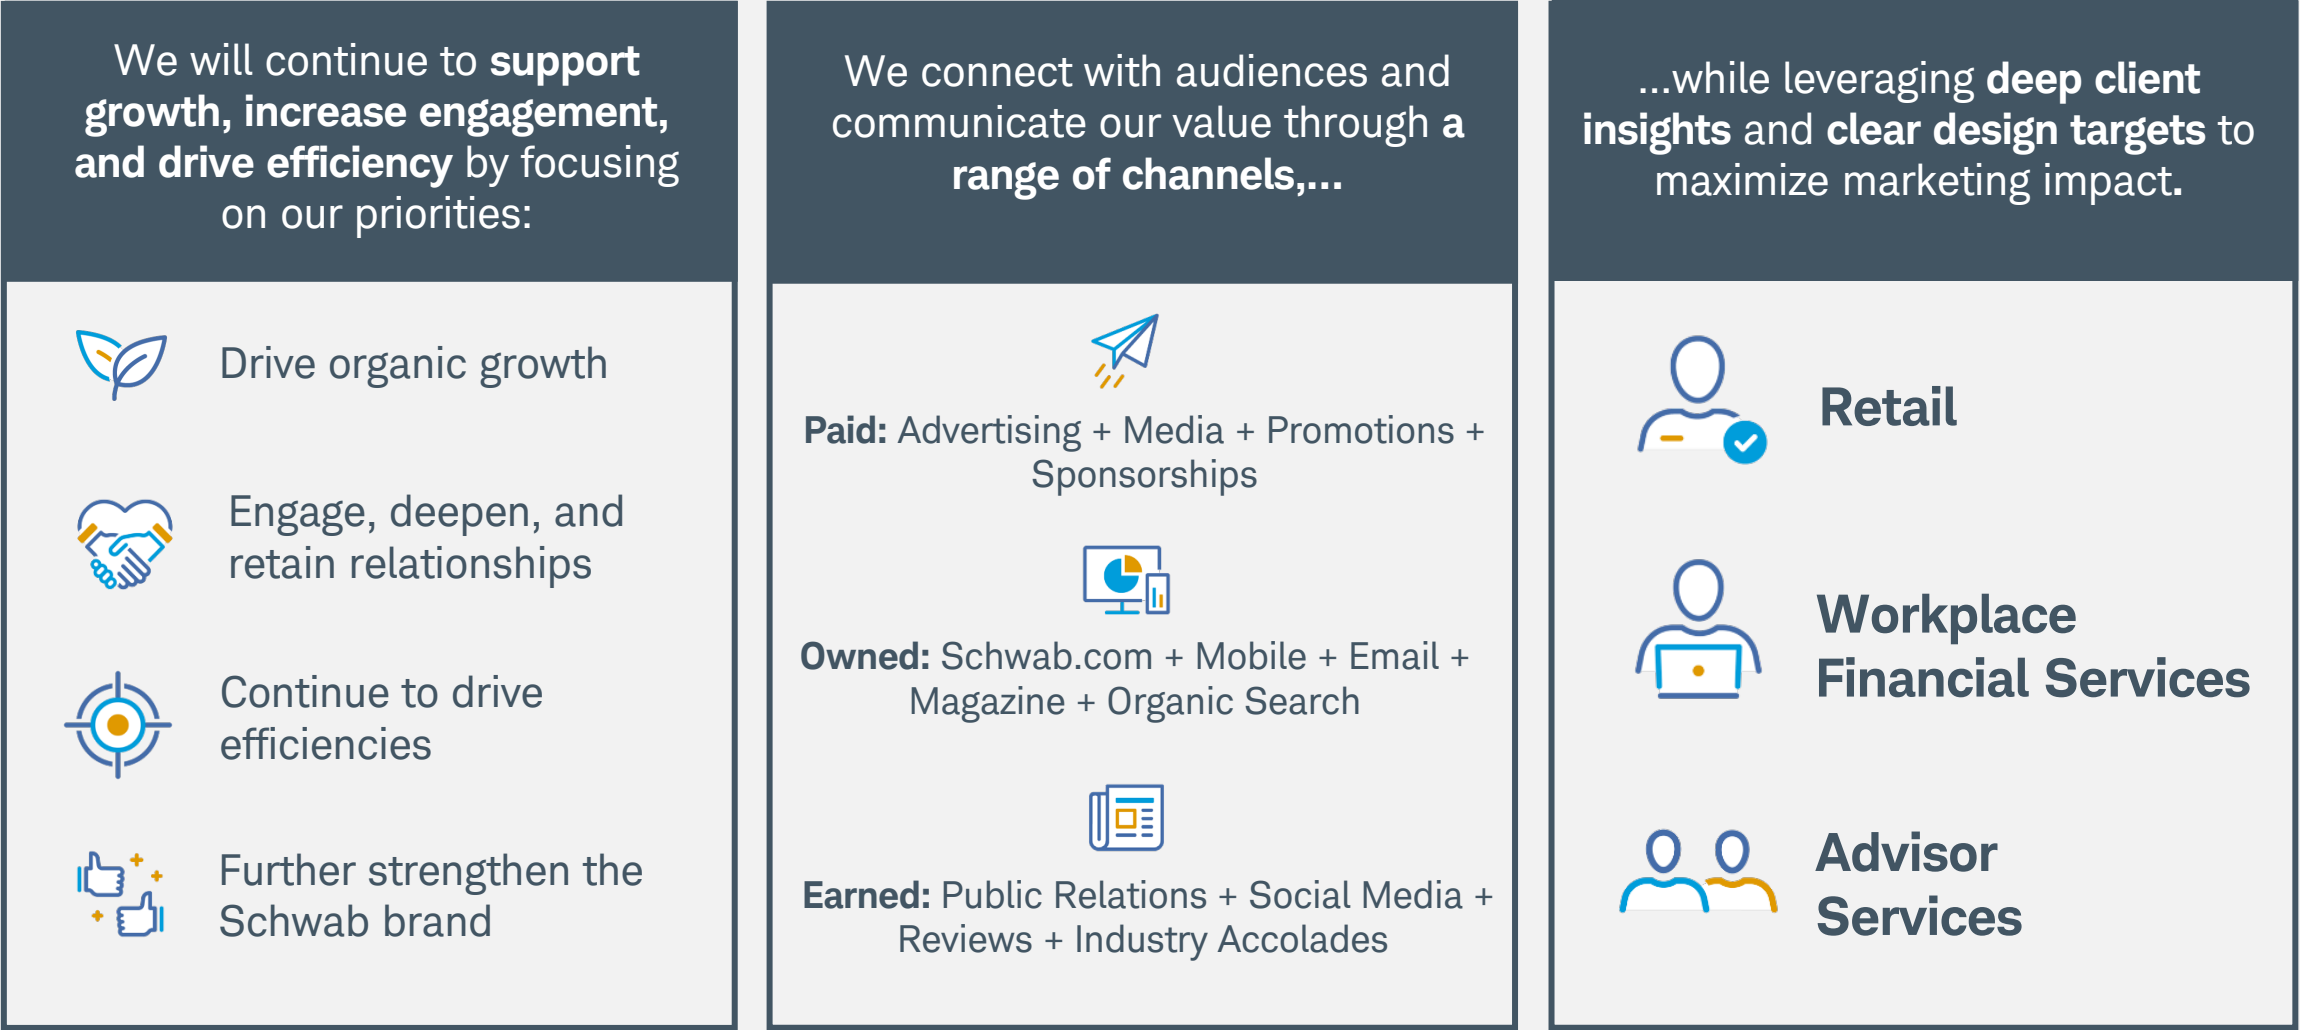 We will continue to support
growth, increase engagement,
and drive efficiency by focusing
on our priorities:
Drive organic growth
Engage, deepen, and
retain relationships
Continue to drive
efficiencies
Further strengthen the
Schwab brand
We connect with audiences and
communicate our value through a
range of channels,...
Paid: Advertising + Media + Promotions +
Sponsorships
Owned: Schwab.com + Mobile + Email +
Magazine + Organic Search
Earned: Public Relations + Social Media +
Reviews + Industry Accolades
...while leveraging deep client
insights and clear design targets to
maximize marketing impact.
Retail
Workplace
Financial Services
Advisor
Services